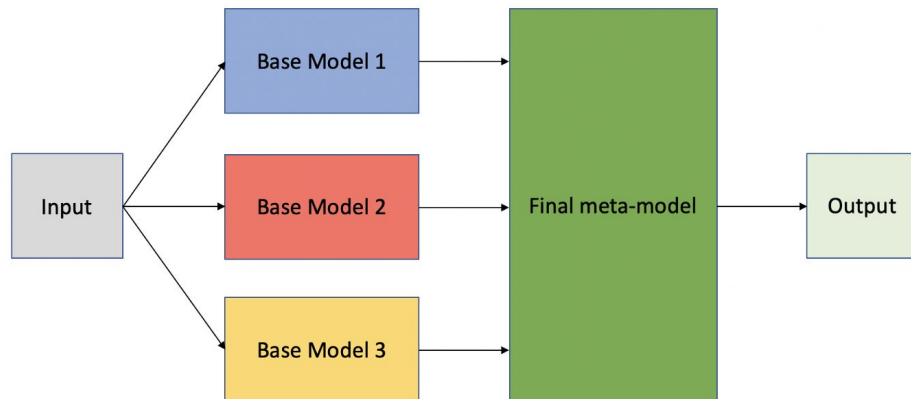 Input
Base Model 1
Base Model 2
Base Model 3
Final meta-model
Output